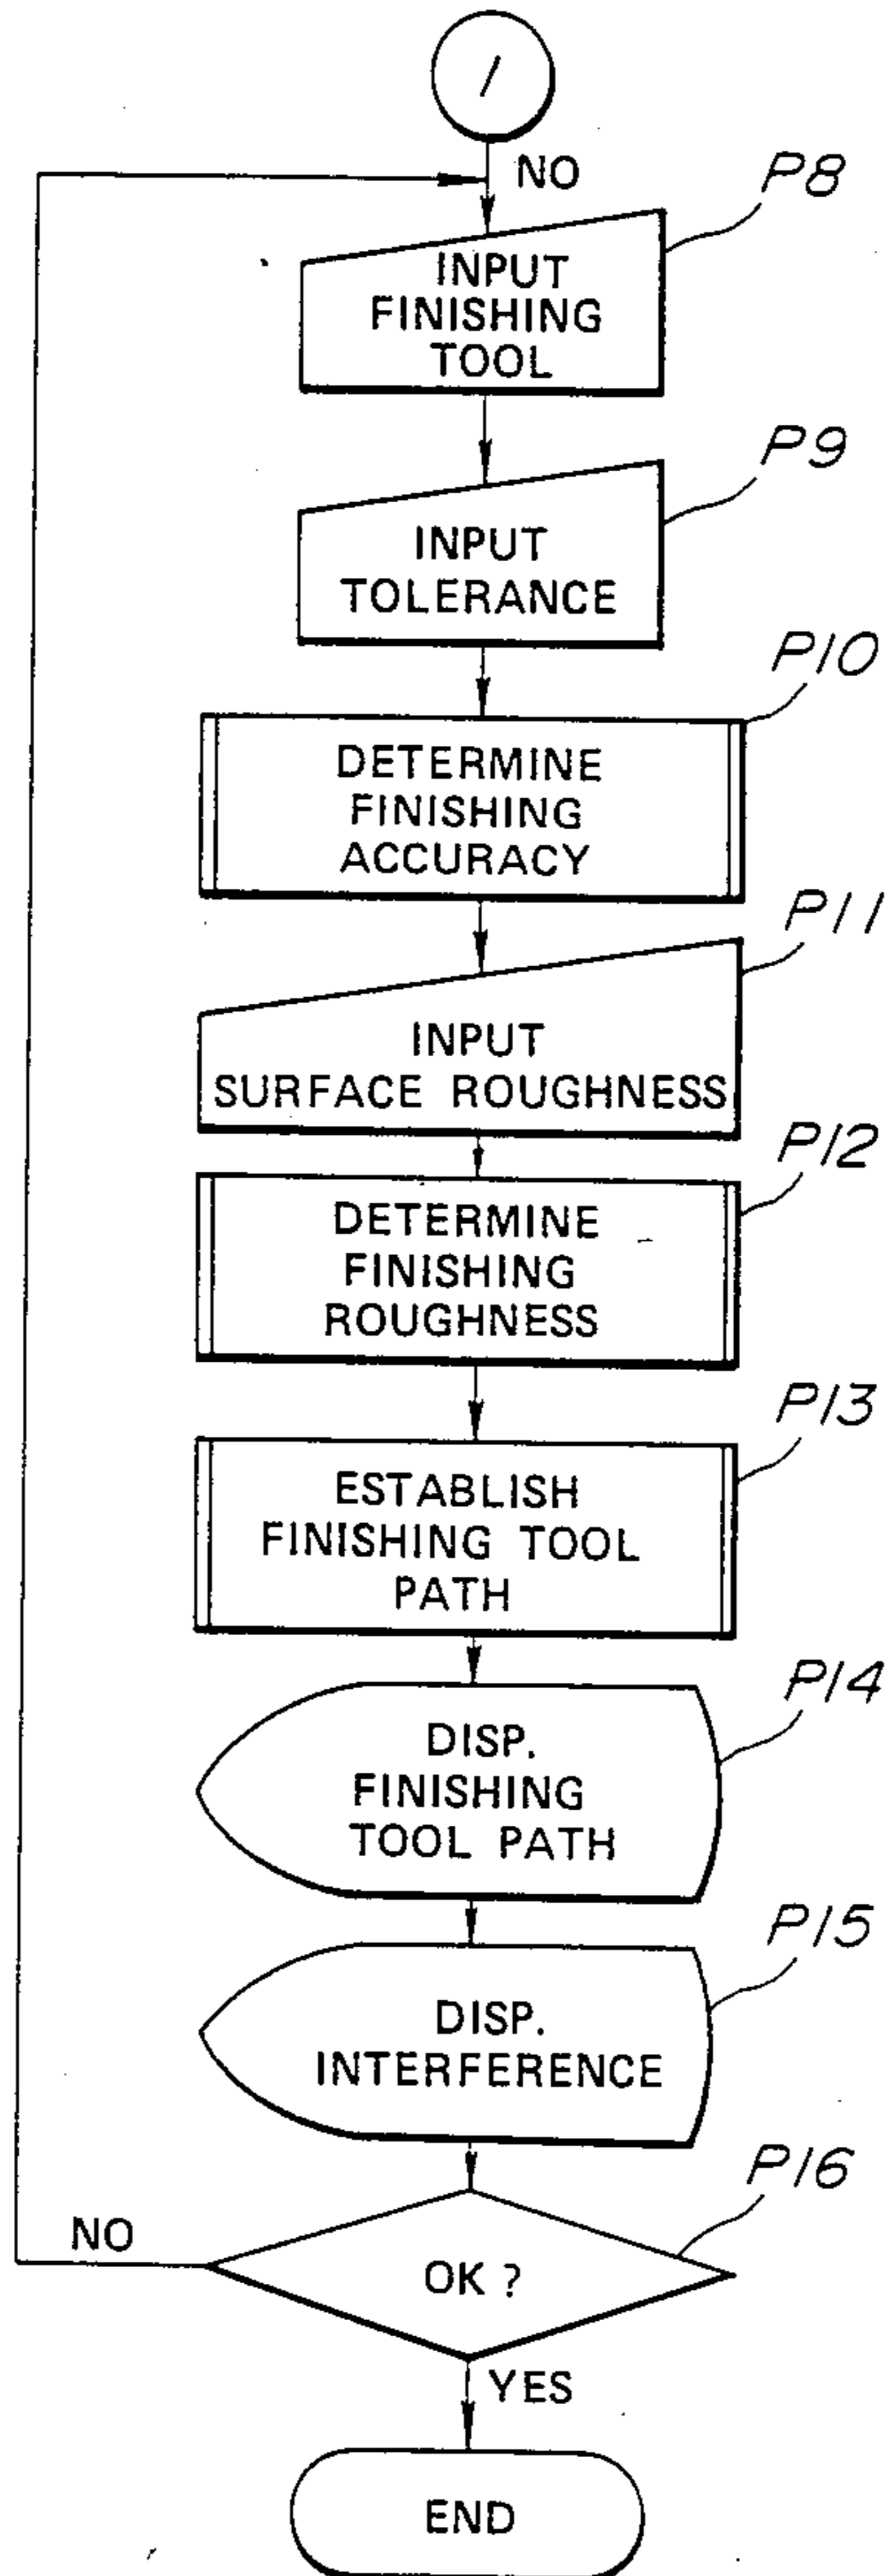 1
NO
P8
INPUT
FINISHING
TOOL
P9
INPUT
TOLERANCE
P10
DETERMINE
FINISHING
ACCURACY
P11
INPUT
SURFACE ROUGHNESS
P12
DETERMINE
FINISHING
ROUGHNESS
P13
ESTABLISH
FINISHING TOOL
PATH
P14
DISP.
FINISHING
TOOL PATH
P15
DISP.
INTERFERENCE
P16
NO
OK ?
YES
END